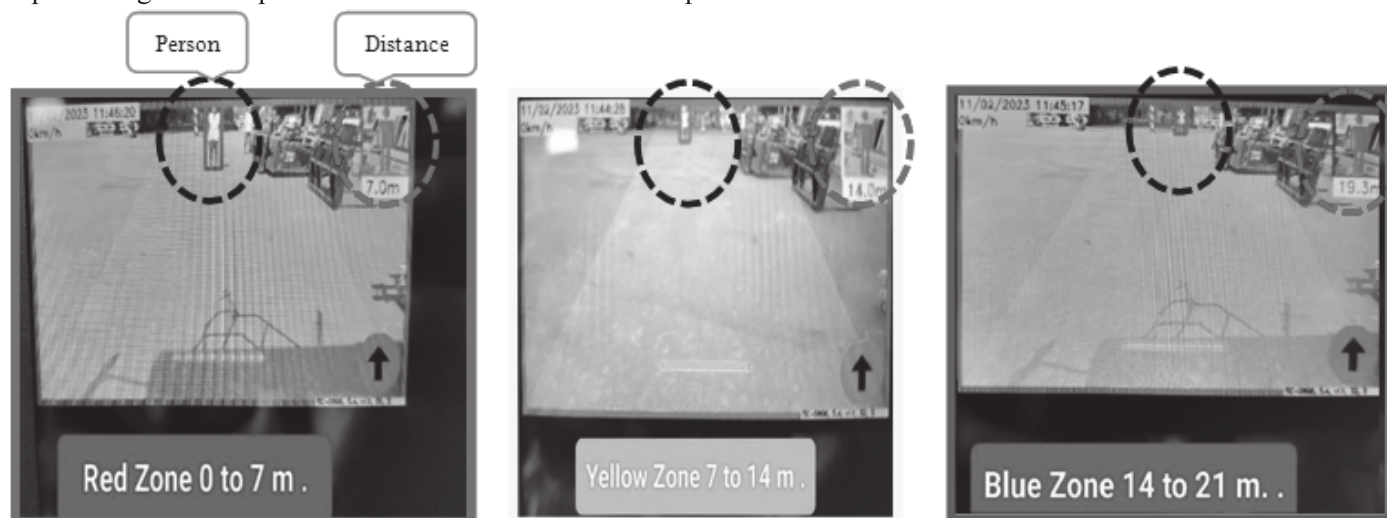 Person
Distance
2023 11:46:20
0km/h
7.0m
Red Zone 0 to 7 m .
11/02/2023 11:44:28
0km/h
14.0m
Yellow Zone 7 to 14 m .
11/02/2023 11:45:17
0km/h
19.3m
Blue Zone 14 to 21 m. .